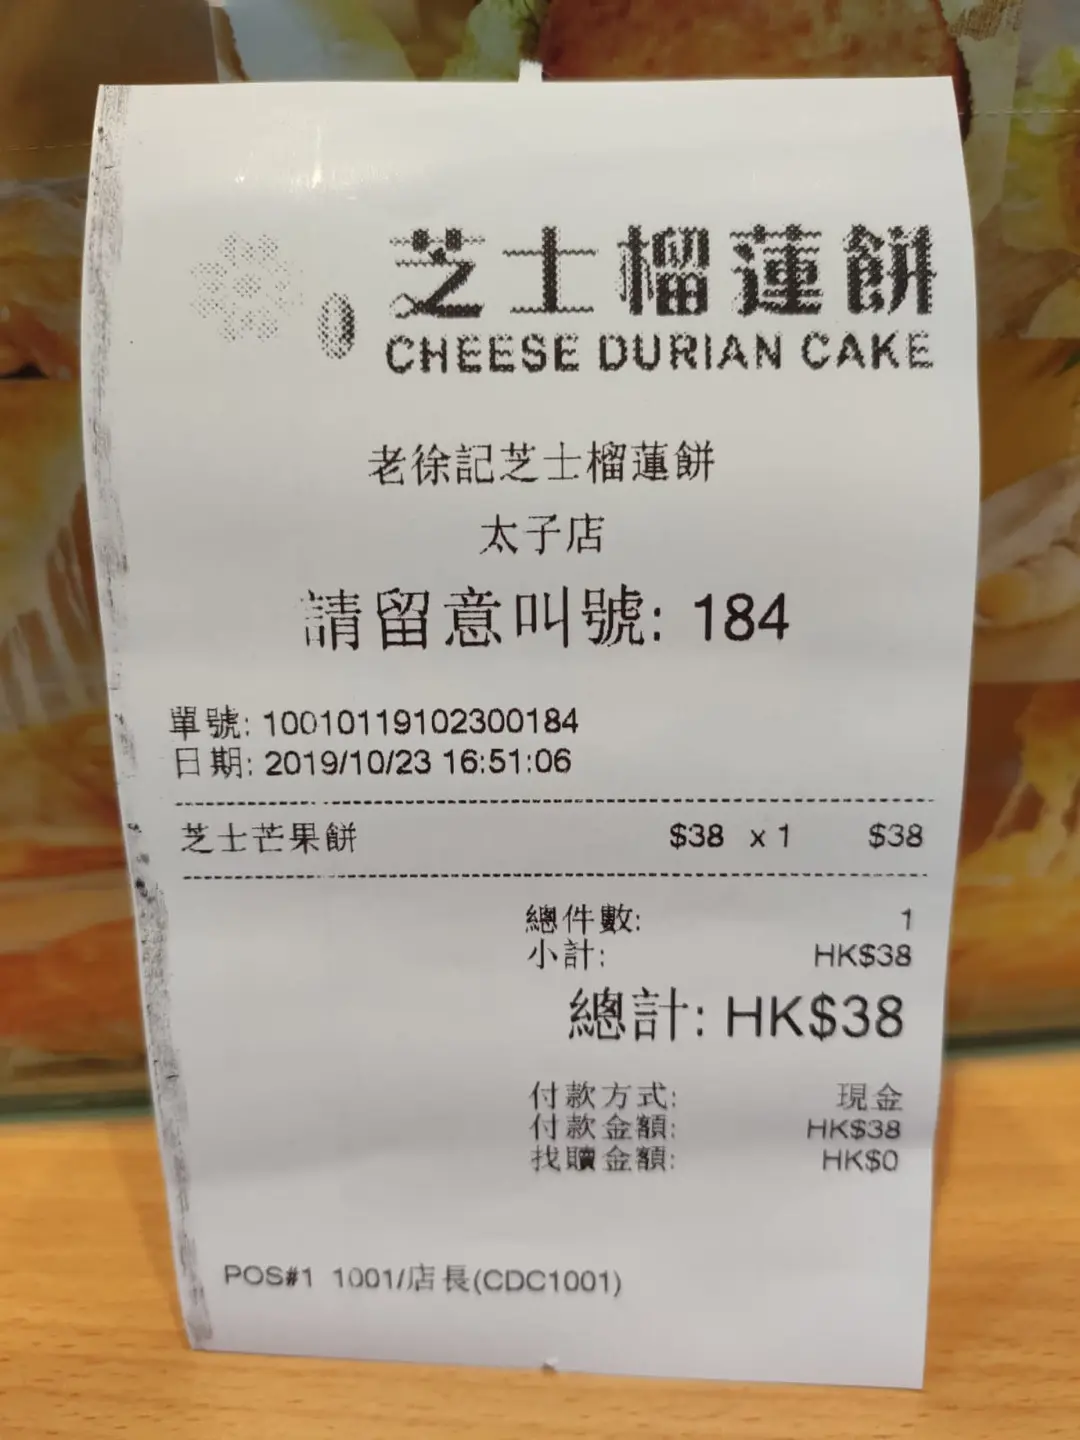 芝士榴蓮餅
CHEESE DURIAN CAKE
老徐記芝士榴蓮餅
太子店
請留意叫號: 184
單號: 10010119102300184
日期: 2019/10/23 16:51:06
芝士芒果餅 $38 x 1 $38
總件數: 1
小計: HK$38
總計: HK$38
付款方式: 現金
付款金額: HK$38
找贖金額: HK$0
POS#1 1001/店長(CDC1001)